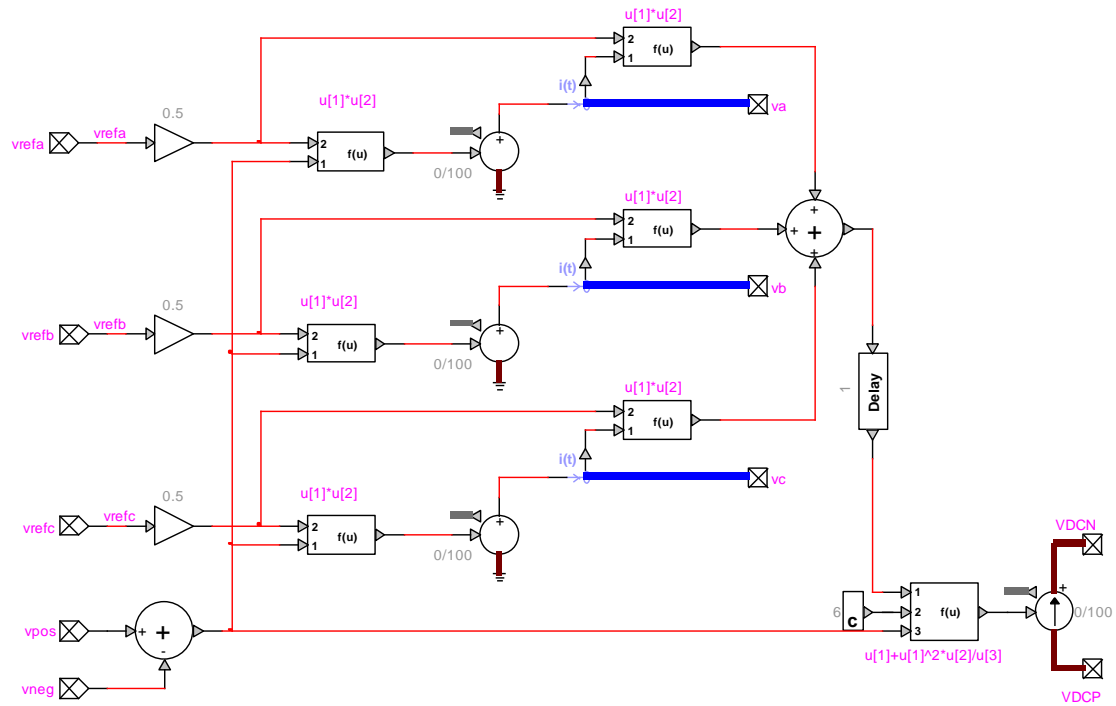 u[1]*u[2]
2
1
f(u)
i(t)
va
u[1]*u[2]
0.5
vrefa
vrefa
2
1
f(u)
+
0/100
u[1]*u[2]
2
1
f(u)
+
+
+
+
i(t)
vb
u[1]*u[2]
0.5
vrefb
vrefb
2
1
f(u)
+
0/100
1
Delay
u[1]*u[2]
2
1
f(u)
i(t)
vc
u[1]*u[2]
0.5
vrefc
vrefc
2
1
f(u)
+
0/100
VDCN
vpos
+
+
-
vneg
6
c
1
2
3
f(u)
+
0/100
u[1]+u[1]^2*u[2]/u[3]
VDCP